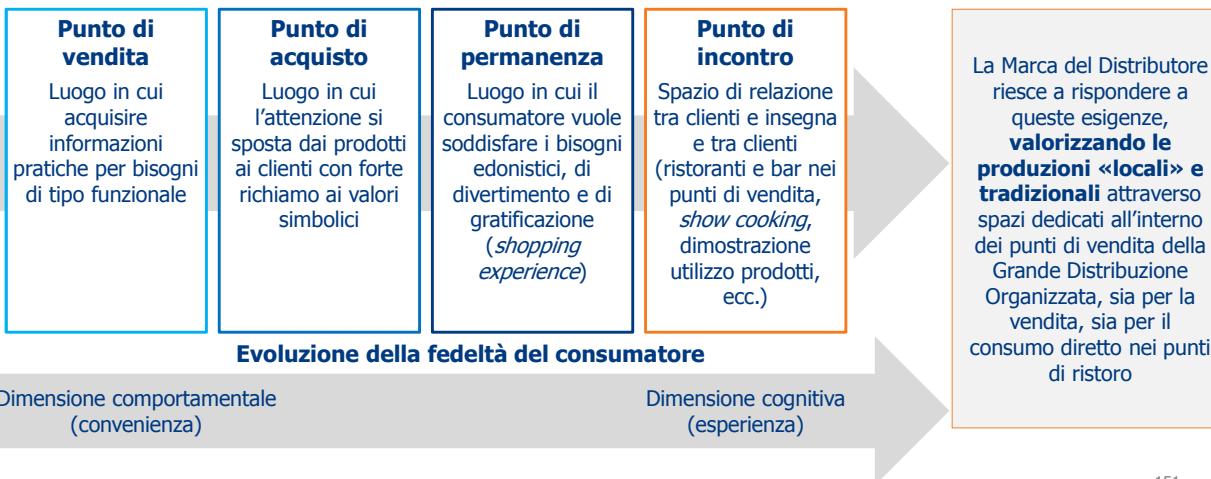 Punto di
vendita
Luogo in cui
acquisire
informazioni
pratiche per bisogni
di tipo funzionale
Punto di
acquisto
Luogo in cui
l'attenzione si
sposta dai prodotti
ai clienti con forte
richiamo ai valori
simbolici
Punto di
permanenza
Luogo in cui il
consumatore vuole
soddisfare i bisogni
edonistici, di
divertimento e di
gratificazione
(shopping
experience)
Punto di
incontro
Spazio di relazione
tra clienti e insegna
e tra clienti
(ristoranti e bar nei
punti di vendita,
show cooking,
dimostrazione
utilizzo prodotti,
ecc.)
La Marca del Distributore
riesce a rispondere a
queste esigenze,
valorizzando le
produzioni «locali» e
tradizionali attraverso
spazi dedicati all'interno
dei punti di vendita della
Grande Distribuzione
Organizzata, sia per la
vendita, sia per il
consumo diretto nei punti
di ristoro
Evoluzione della fedeltà del consumatore
Dimensione comportamentale
(convenienza)
Dimensione cognitiva
(esperienza)